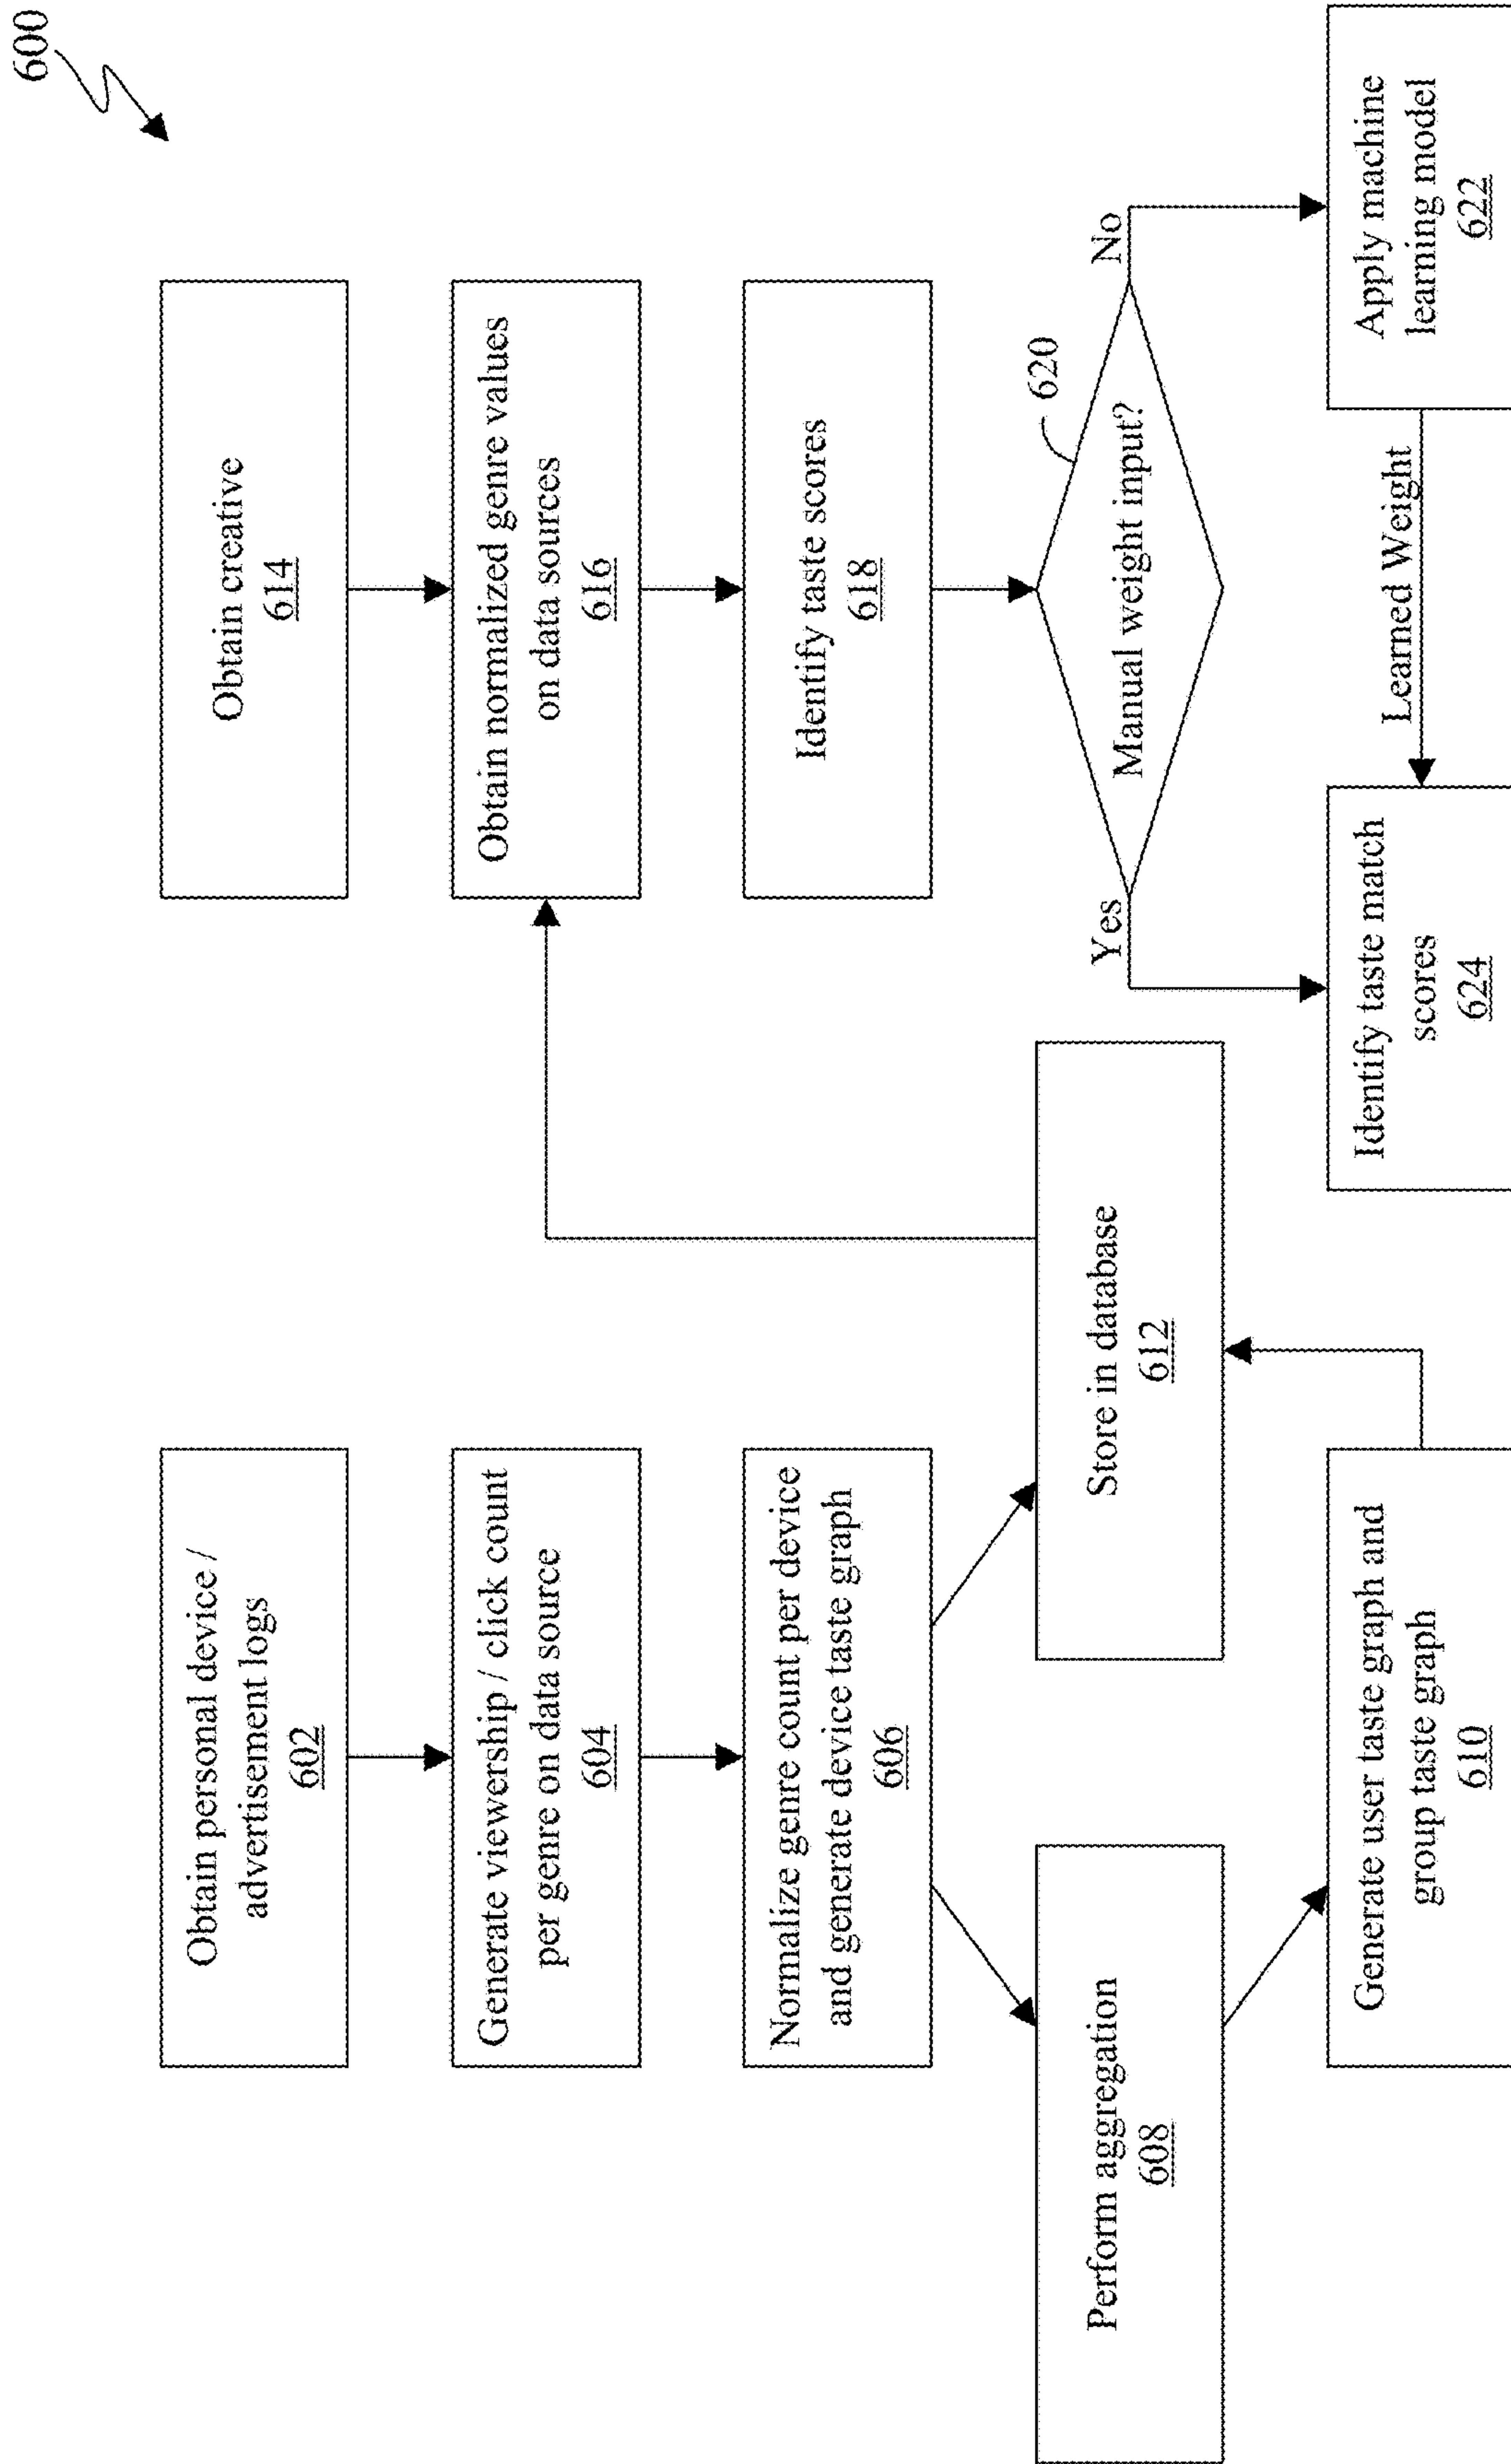 600
Obtain personal device /
advertisement logs
602
Generate viewership / click count
per genre on data source
604
Normalize genre count per device
and generate device taste graph
606
Perform aggregation
608
Store in database
612
Generate user taste graph and
group taste graph
610
Obtain creative
614
Obtain normalized genre values
on data sources
616
Identify taste scores
618
620
Manual weight input?
Yes
No
Identify taste match
scores
624
Learned Weight
Apply machine
learning model
622